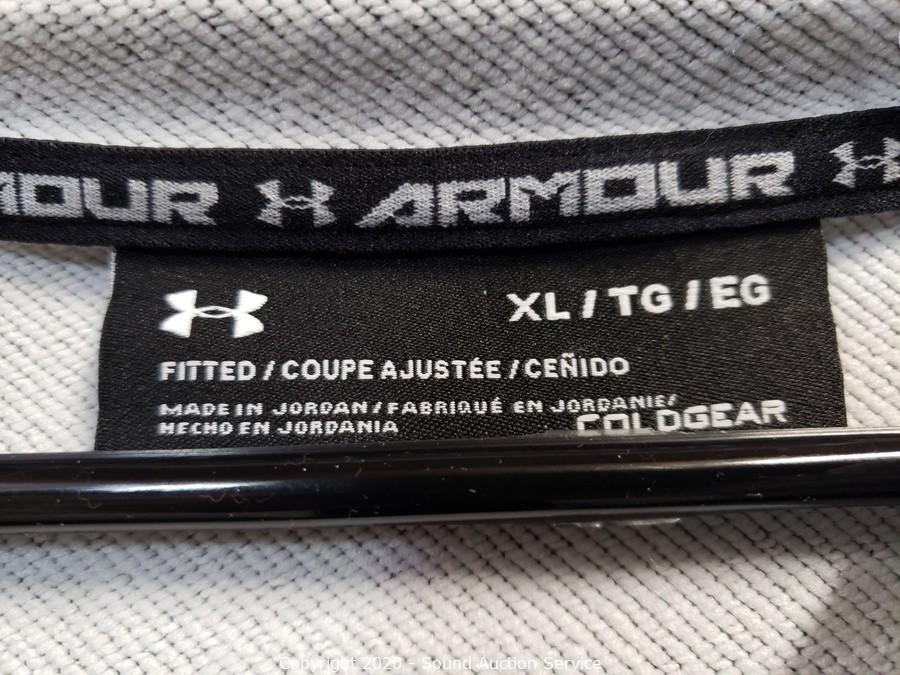 MOUR ARMOUR
XL / TG / EG
FITTED / COUPE AJUSTÉE / CEÑIDO
MADE IN JORDAN / FABRIQUÉ EN JORDANIE/
HECHO EN JORDANIA
COLDGEAR
Copyright 2020 - Sound Auction Service